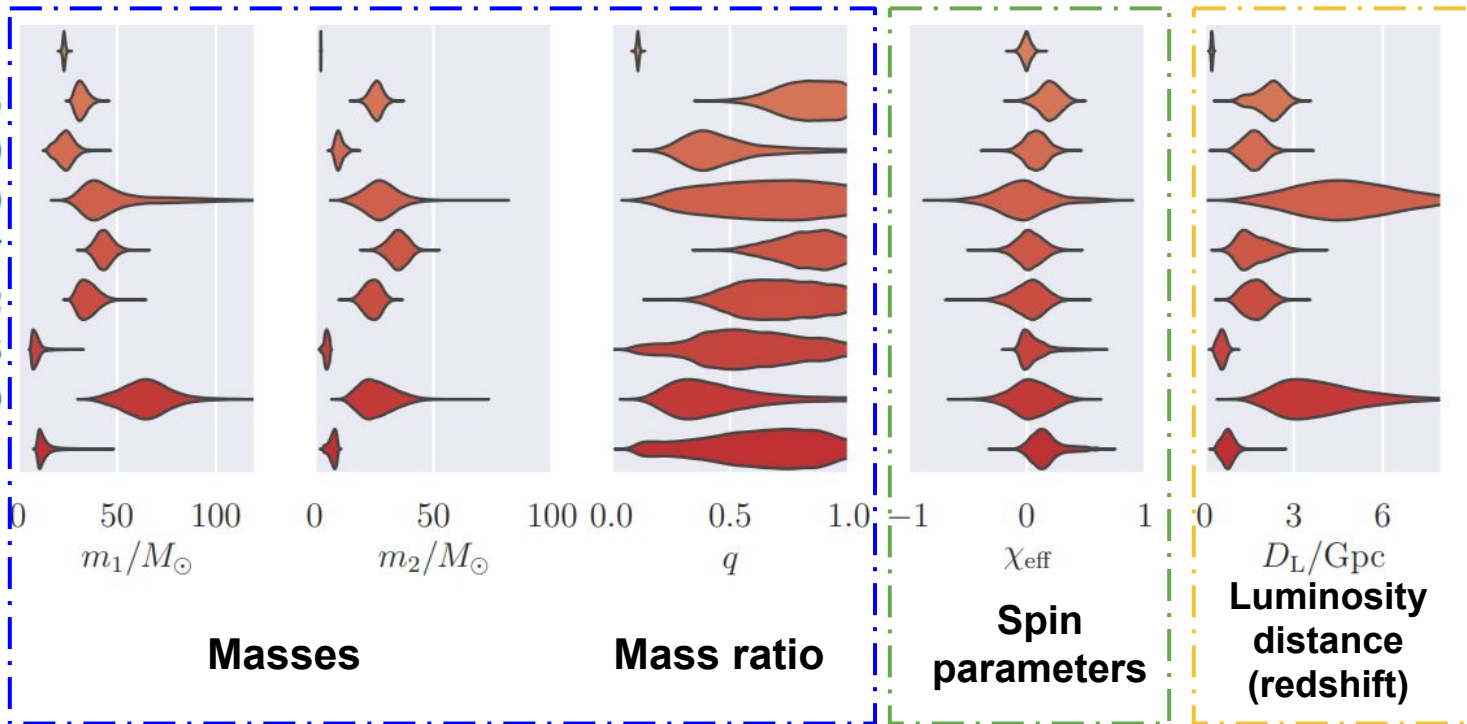 0 50 100 0 50 100 0.0 0.5 1.0 −1 0 1 0 3 6
m₁/M☉ m₂/M☉ q χeff D_L/Gpc
Masses Mass ratio Spin parameters Luminosity distance (redshift)